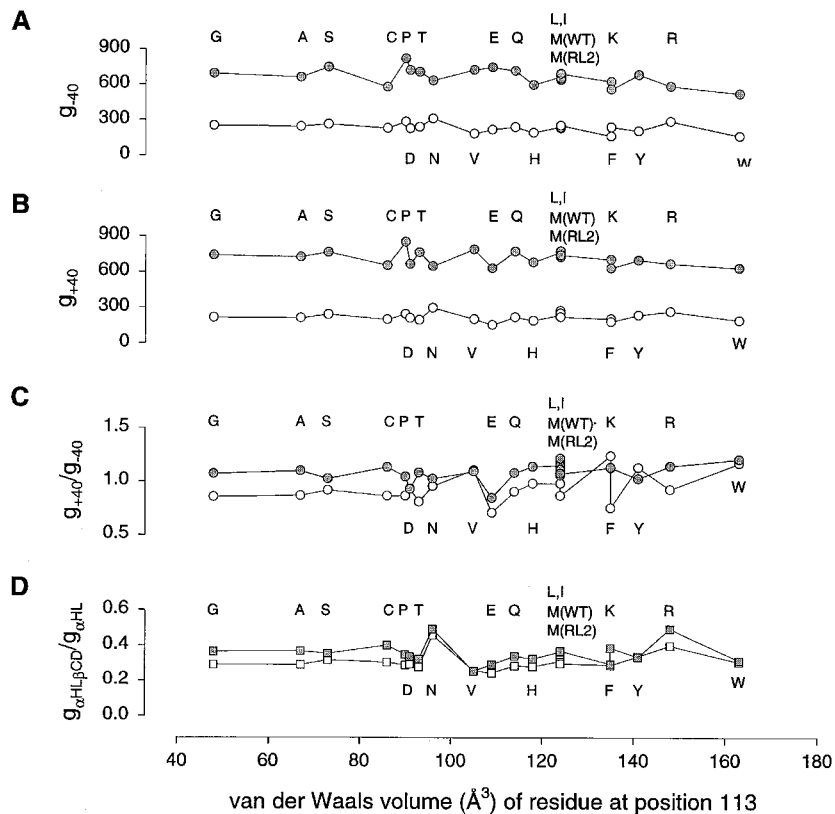 A
G A S C P T E Q L,I K R
M(WT)
M(RL2)
g-40
900
600
300
0
D N V H F Y W
B
G A S C P T E Q L,I K R
M(WT)
M(RL2)
g+40
900
600
300
0
D N V H F Y W
C
G A S C P T E Q L,I K R
M(WT)·
M(RL2)
g+40/g-40
1.5
1.0
0.5
D N V H F Y W
D
G A S C P T E Q L,I K R
M(WT)
M(RL2)
gαHLβCD/gαHL
0.6
0.4
0.2
0.0
D N V H F Y W
40 60 80 100 120 140 160 180
van der Waals volume (Å3) of residue at position 113